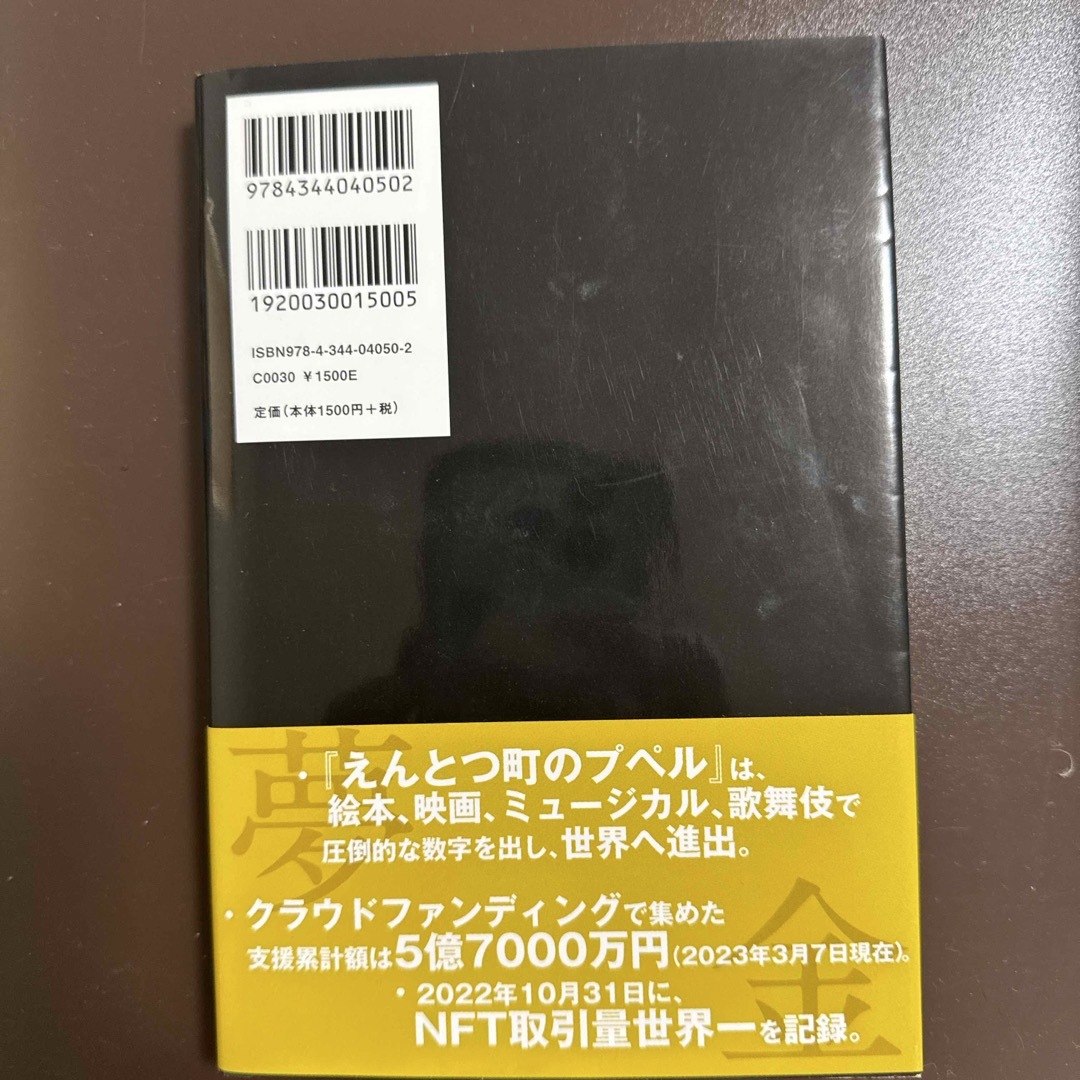 9784344040502
1920030015005
ISBN978-4-344-04050-2
C0030 ¥1500E
定価(本体1500円+税)
夢
・『えんとつ町のプペル』は、
絵本、映画、ミュージカル、歌舞伎で
圧倒的な数字を出し、世界へ進出。
金
・クラウドファンディングで集めた
支援累計額は5億7000万円(2023年3月7日現在)。
・2022年10月31日に、
NFT取引量世界一を記録。